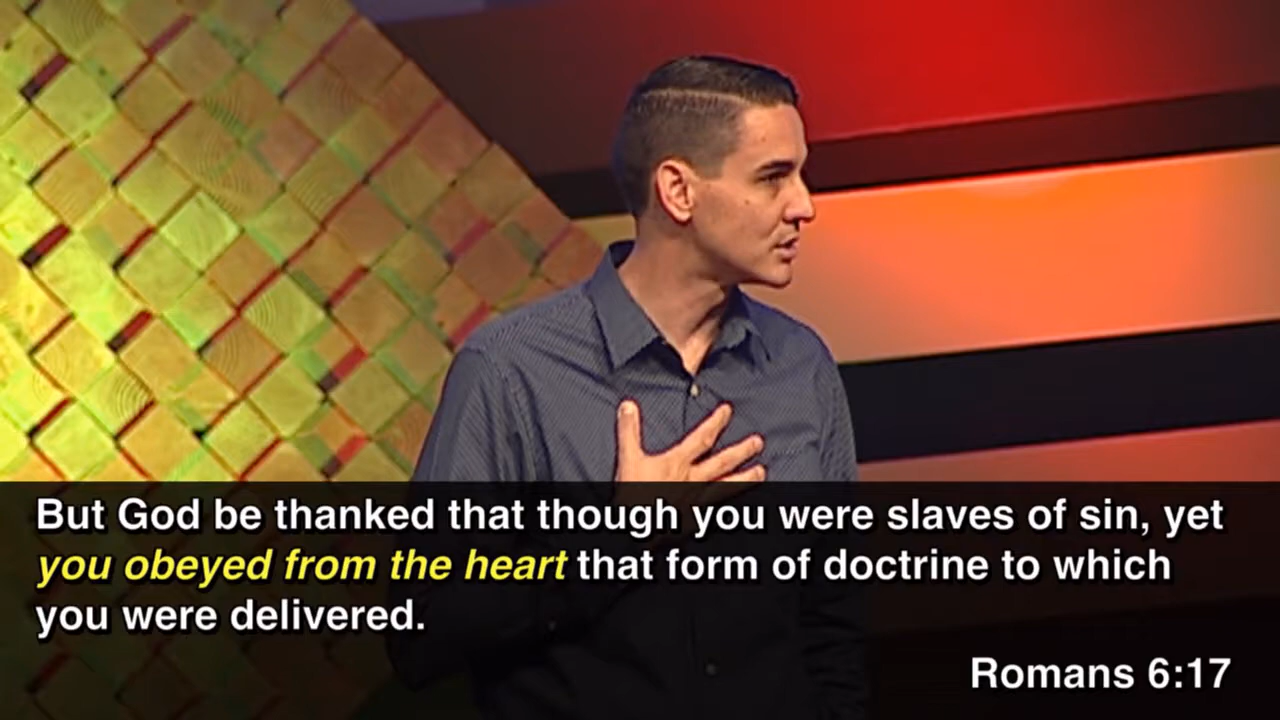 But God be thanked that though you were slaves of sin, yet
you obeyed from the heart that form of doctrine to which
you were delivered.
Romans 6:17